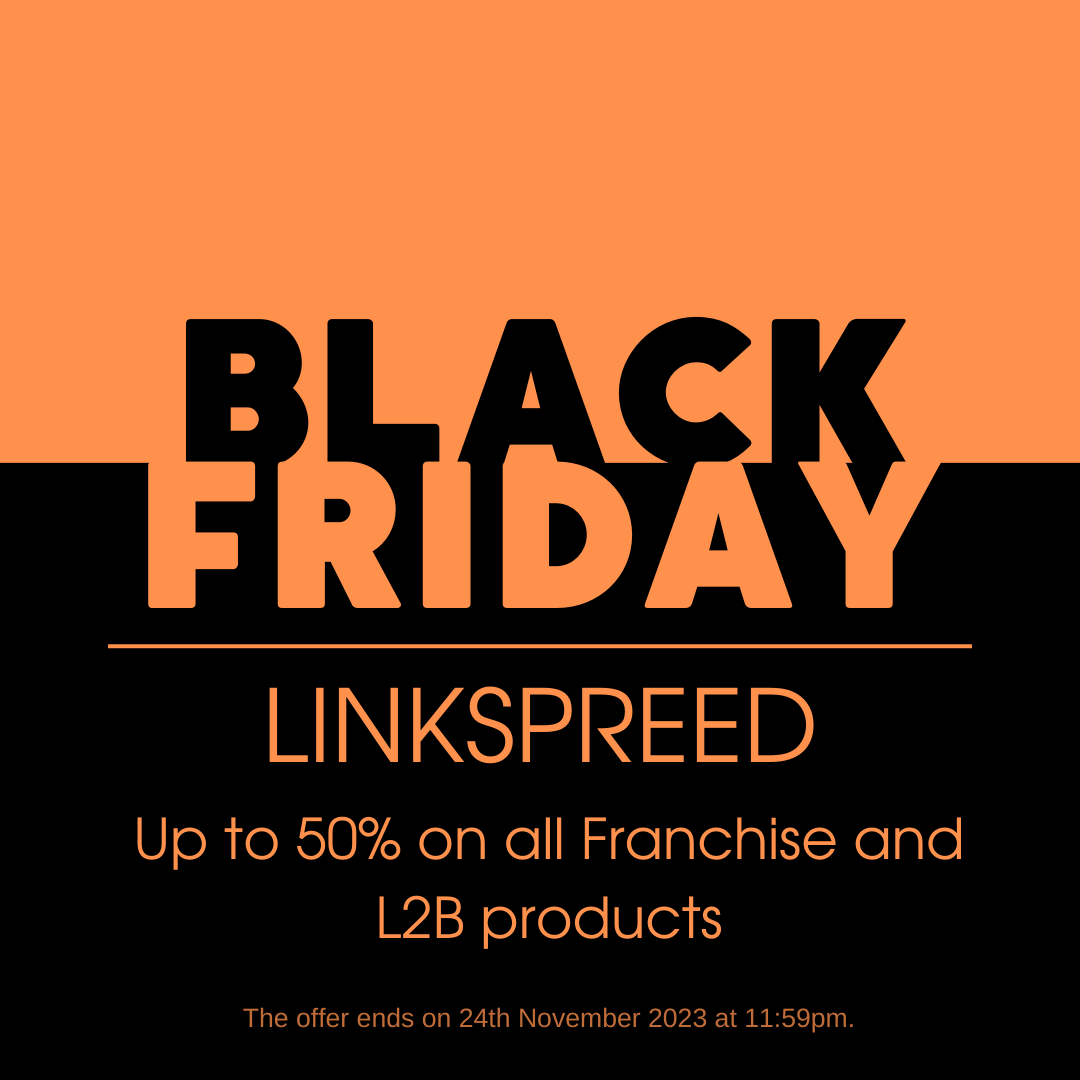 BLACK
FRIDAY
LINKSPREED
Up to 50% on all Franchise and
L2B products
The offer ends on 24th November 2023 at 11:59pm.